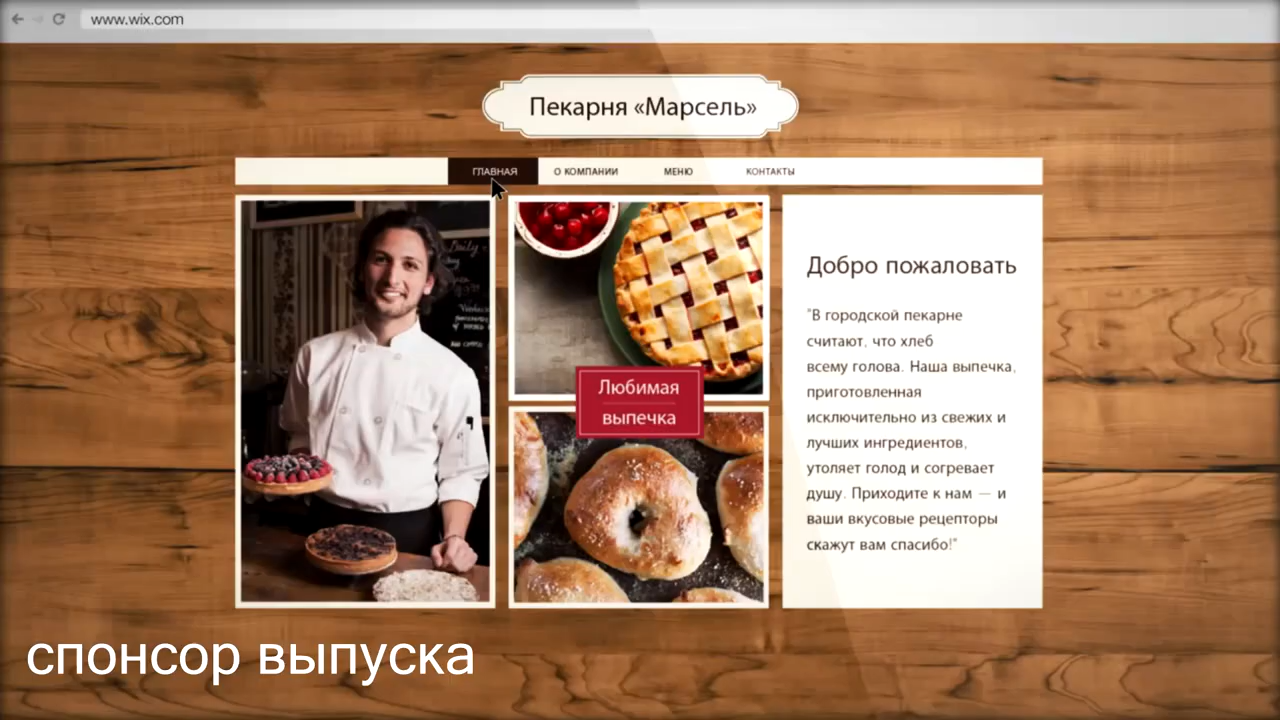 www.wix.com
Пекарня «Марсель»
ГЛАВНАЯ О КОМПАНИИ МЕНЮ КОНТАКТЫ
Daily
Любимая
выпечка
Добро пожаловать
"В городской пекарне
считают, что хлеб
всему голова. Наша выпечка,
приготовленная
исключительно из свежих и
лучших ингредиентов,
утоляет голод и согревает
душу. Приходите к нам — и
ваши вкусовые рецепторы
скажут вам спасибо!"
спонсор выпуска